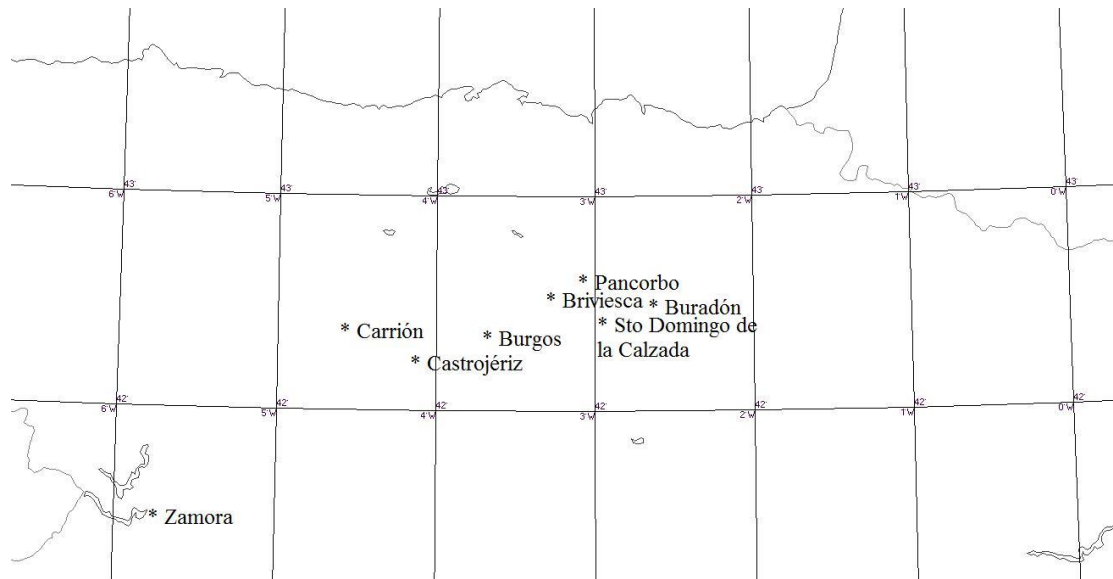 43'
6'W
43'
5'W
43'
4'W
43'
3'W
43'
2'W
43'
1'W
43'
0'W
* Pancorbo
* Briviesca
* Buradón
* Carrión
* Sto Domingo de
la Calzada
* Burgos
* Castrojériz
42'
6'W
42'
5'W
42'
4'W
42'
3'W
42'
2'W
42'
1'W
42'
0'W
* Zamora